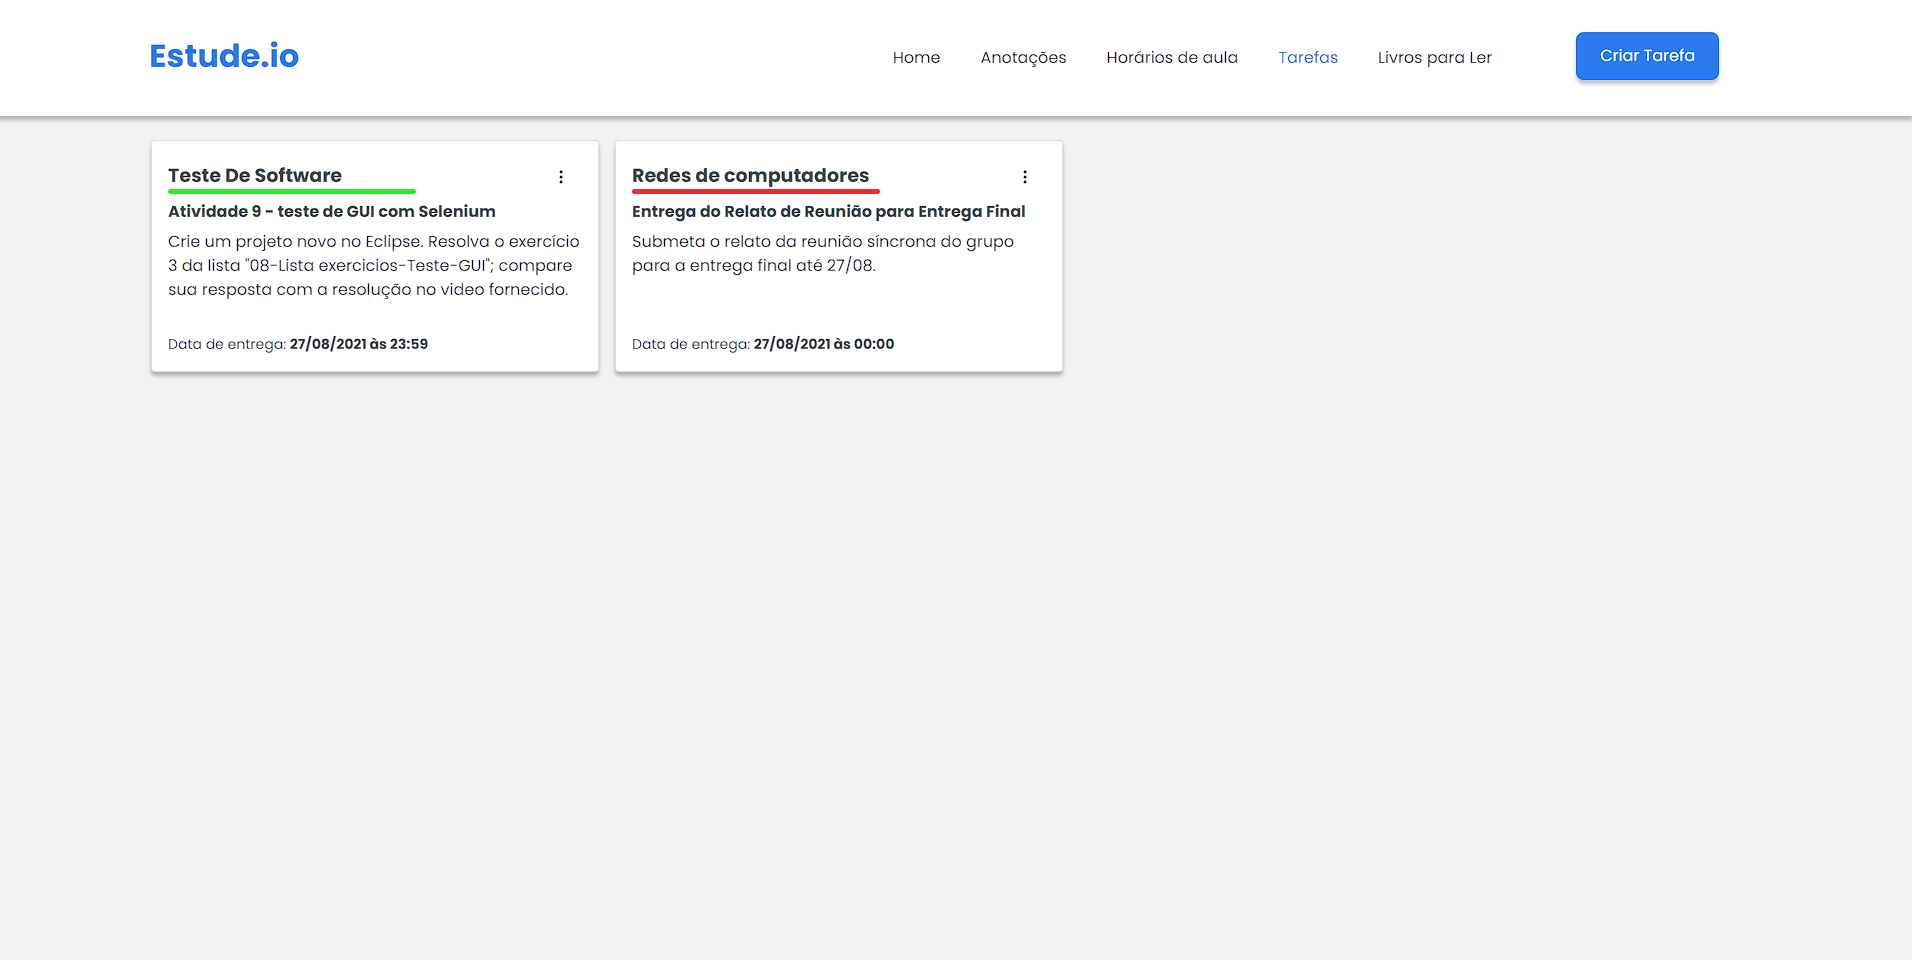 Estude.io
Home
Anotações
Horários de aula
Tarefas
Livros para Ler
Criar Tarefa
Teste De Software
Atividade 9 - teste de GUI com Selenium
Crie um projeto novo no Eclipse. Resolva o exercício
3 da lista "08-Lista exercicios-Teste-GUI"; compare
sua resposta com a resolução no video fornecido.
Data de entrega: 27/08/2021 às 23:59
Redes de computadores
Entrega do Relato de Reunião para Entrega Final
Submeta o relato da reunião síncrona do grupo
para a entrega final até 27/08.
Data de entrega: 27/08/2021 às 00:00